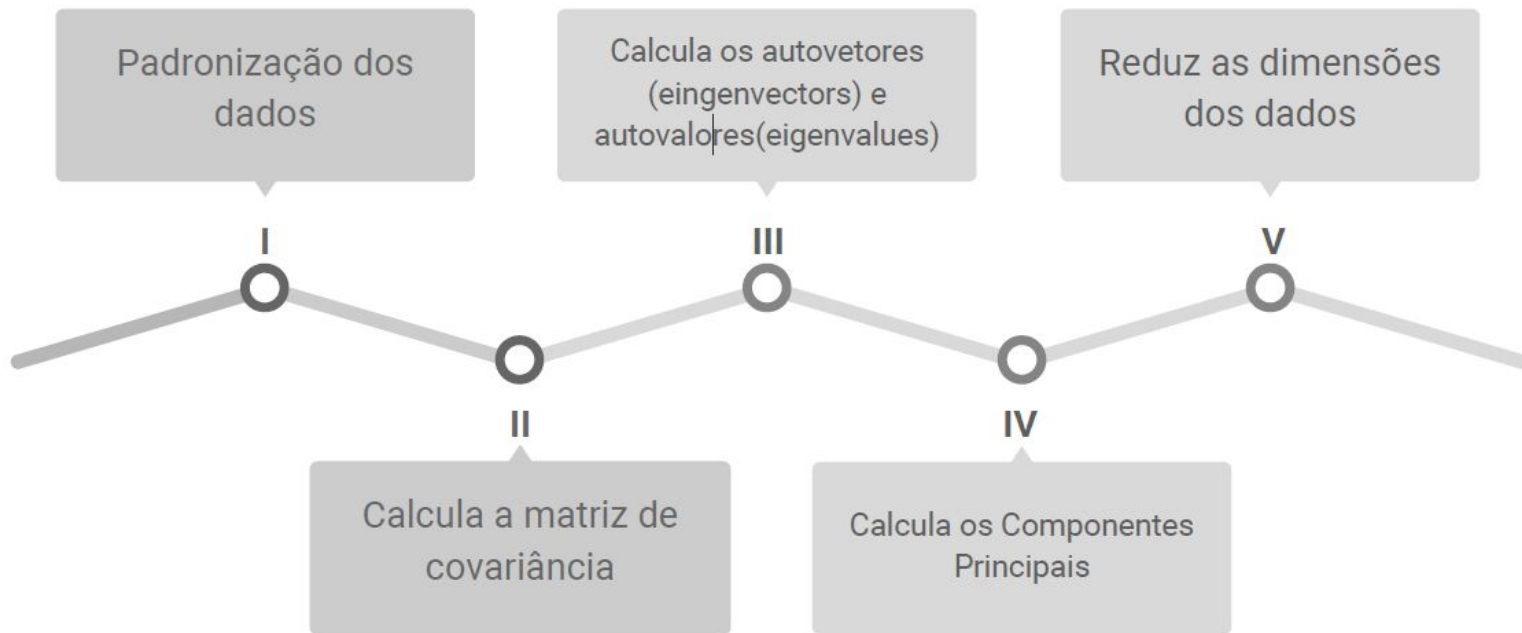 Padronização dos
dados
I
II
Calcula a matriz de
covariância
Calcula os autovetores
(eingenvectors) e
autovalores(eigenvalues)
III
IV
Calcula os Componentes
Principais
Reduz as dimensões
dos dados
V